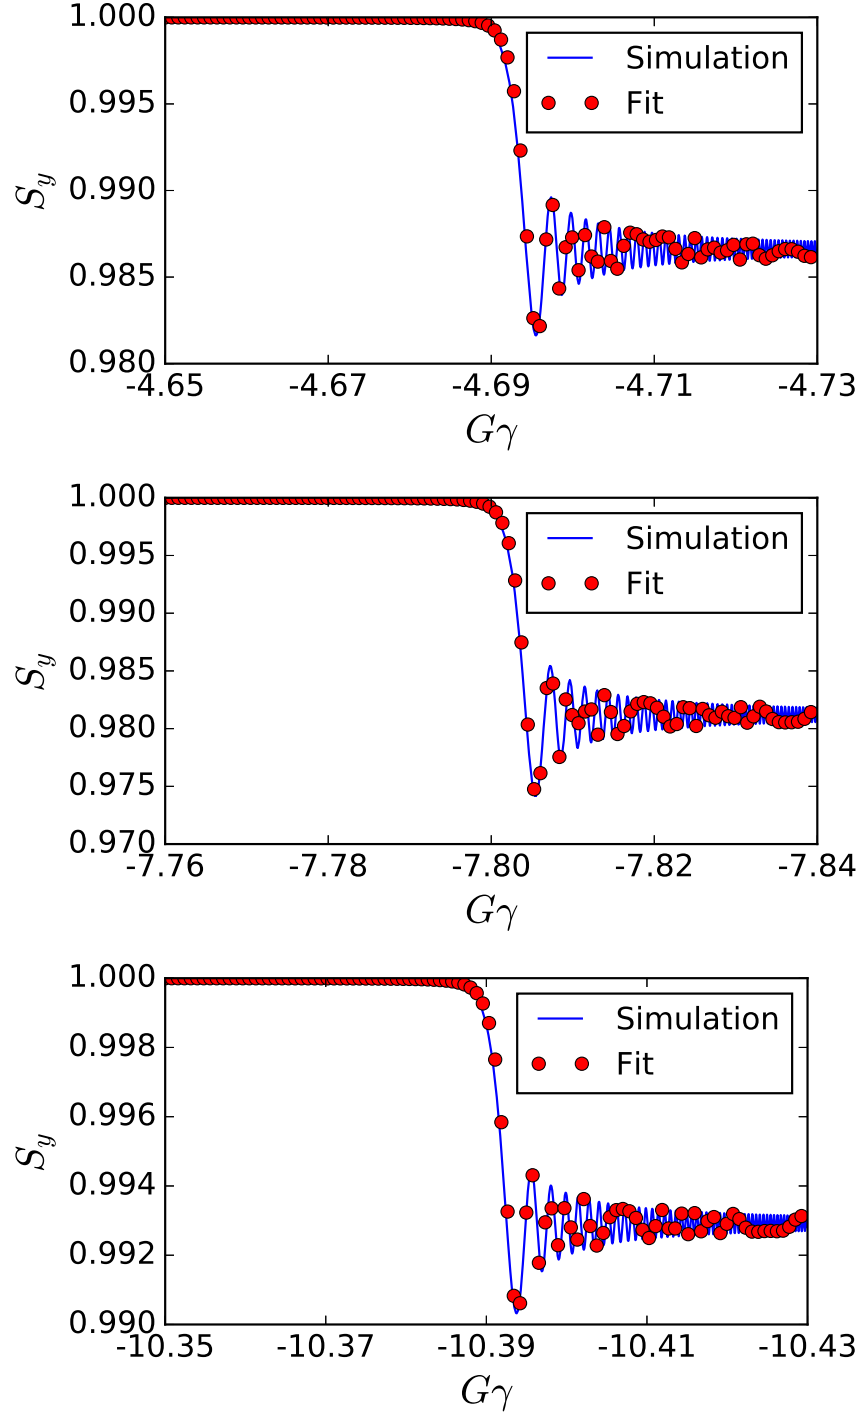 1.000
0.995
0.990
0.985
0.980
S_y
Simulation
Fit
-4.65 -4.67 -4.69 -4.71 -4.73
Gγ
1.000
0.995
0.990
0.985
0.980
0.975
0.970
S_y
Simulation
Fit
-7.76 -7.78 -7.80 -7.82 -7.84
Gγ
1.000
0.998
0.996
0.994
0.992
0.990
S_y
Simulation
Fit
-10.35 -10.37 -10.39 -10.41 -10.43
Gγ